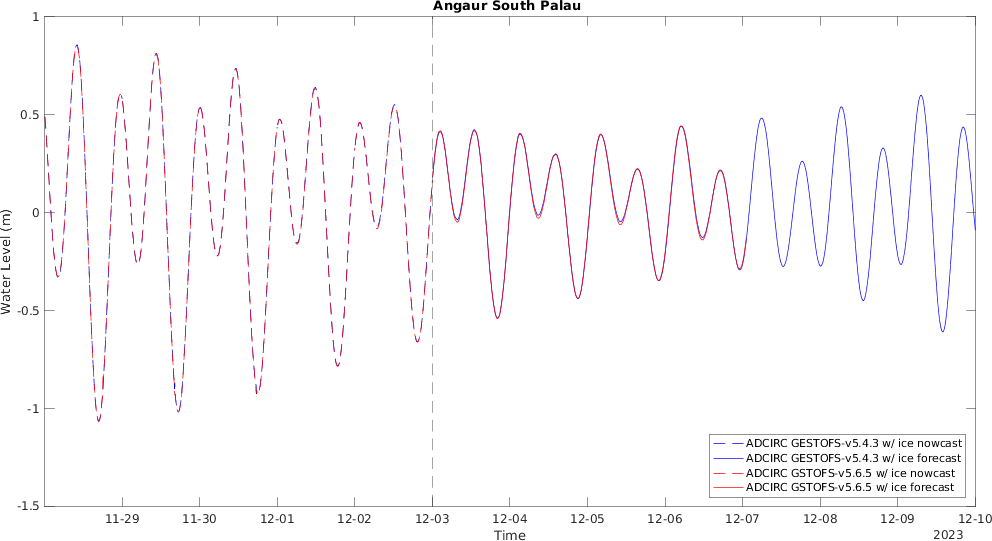 Angaur South Palau
Water Level (m)
1
0.5
0
-0.5
-1
-1.5
11-29 11-30 12-01 12-02 12-03 12-04 12-05 12-06 12-07 12-08 12-09 12-10
Time
2023
ADCIRC GESTOFS-v5.4.3 w/ ice nowcast
ADCIRC GESTOFS-v5.4.3 w/ ice forecast
ADCIRC GSTOFS-v5.6.5 w/ ice nowcast
ADCIRC GSTOFS-v5.6.5 w/ ice forecast